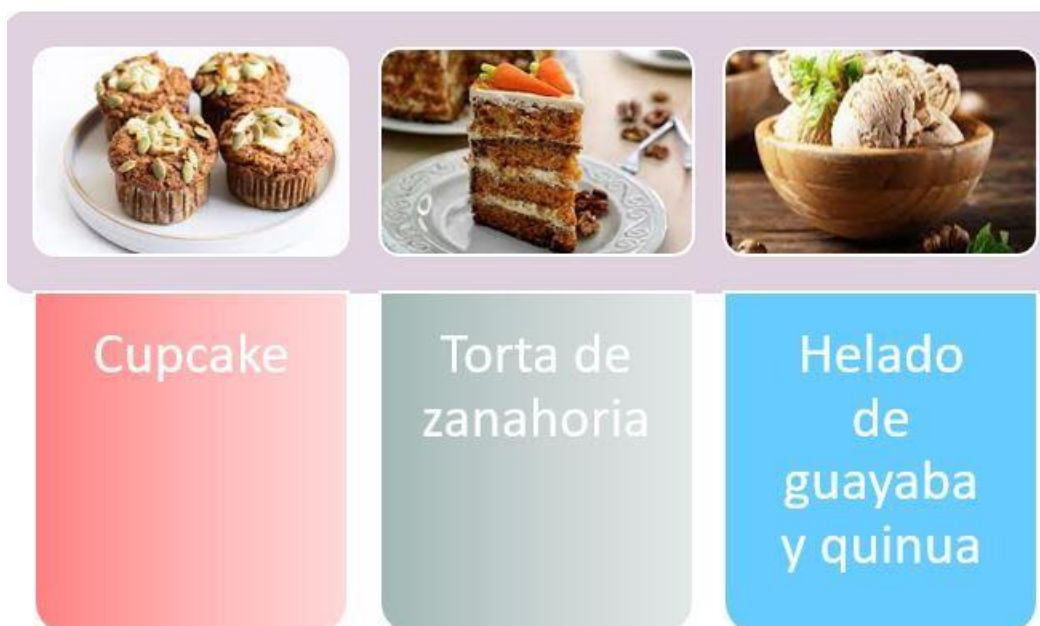 Cupcake
Torta de
zanahoria
Helado
de
guayaba
y quinua